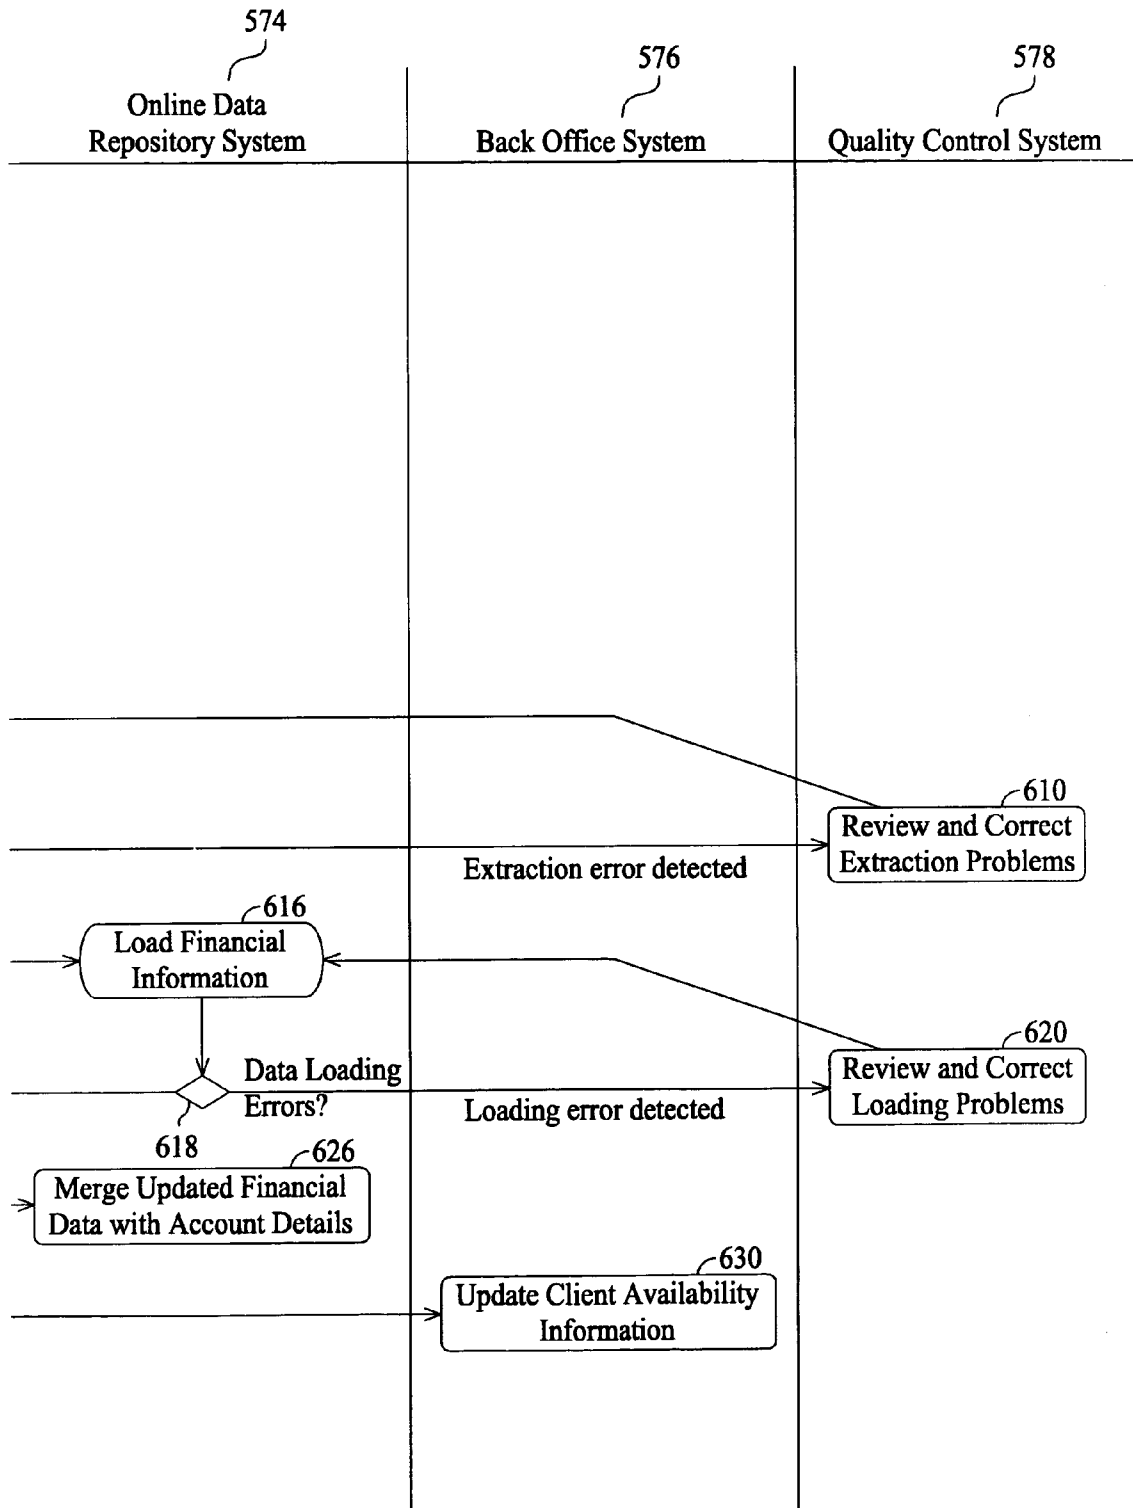 574
576
578
Online Data
Repository System
Back Office System
Quality Control System
610
Review and Correct
Extraction Problems
Extraction error detected
616
Load Financial
Information
620
Review and Correct
Loading Problems
Data Loading
Errors?
Loading error detected
618
626
Merge Updated Financial
Data with Account Details
630
Update Client Availability
Information